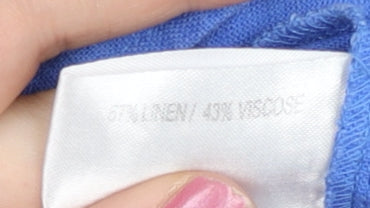 57% LINEN / 43% VISCOSE